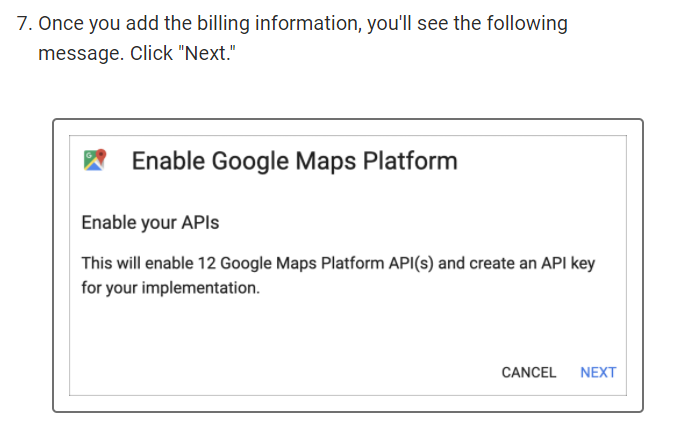 7. Once you add the billing information, you'll see the following
message. Click "Next."
Enable Google Maps Platform
Enable your APIs
This will enable 12 Google Maps Platform API(s) and create an API key
for your implementation.
CANCEL NEXT